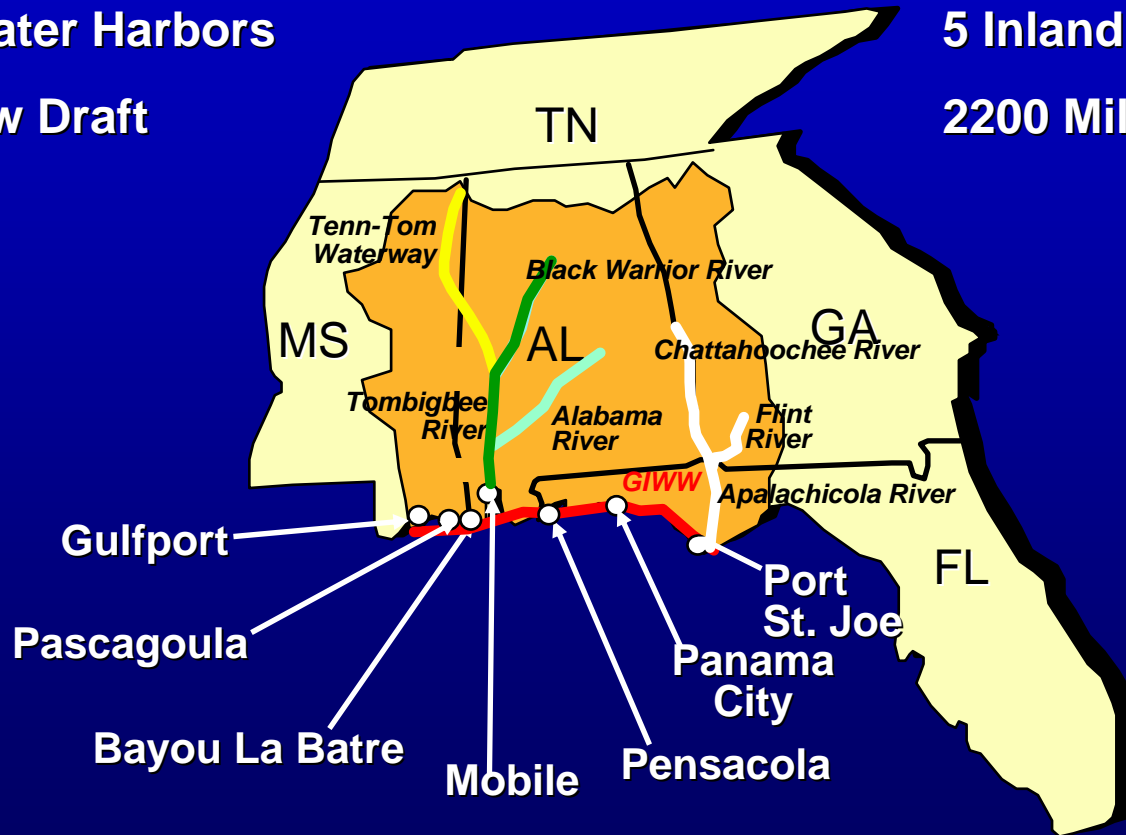 ater Harbors
5 Inland
w Draft
2200 Mil
TN
Tenn-Tom
Waterway
Black Warrior River
MS
AL
GA
Chattahoochee River
Tombigbee
River
Alabama
River
Flint
River
GIWW
Apalachicola River
Gulfport
FL
Port
St. Joe
Pascagoula
Panama
City
Bayou La Batre
Mobile
Pensacola